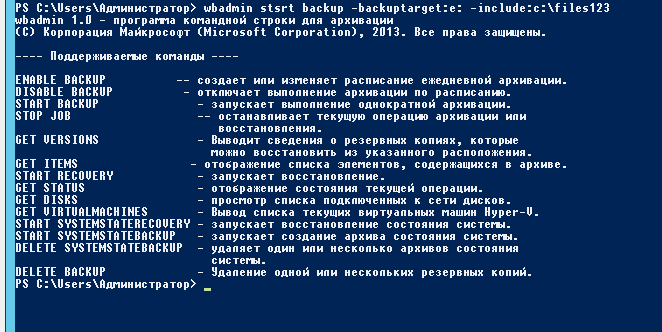 PS C:\Users\Администратор> wbadmin stsrt backup -backuptarget:e: -include:c:\files123
wbadmin 1.0 - программа командной строки для архивации
(C) Корпорация Майкрософт (Microsoft Corporation), 2013. Все права защищены.
---- Поддерживаемые команды ----
ENABLE BACKUP -- создает или изменяет расписание ежедневной архивации.
DISABLE BACKUP - отключает выполнение архивации по расписанию.
START BACKUP - запускает выполнение однократной архивации.
STOP JOB -- останавливает текущую операцию архивации или
восстановления.
GET VERSIONS - Выводит сведения о резервных копиях, которые
можно восстановить из указанного расположения.
GET ITEMS - отображение списка элементов, содержащихся в архиве.
START RECOVERY - запускает восстановление.
GET STATUS - отображение состояния текущей операции.
GET DISKS - просмотр списка подключенных к сети дисков.
GET VIRTUALMACHINES - Вывод списка текущих виртуальных машин Hyper-V.
START SYSTEMSTATERECOVERY - запускает восстановление состояния системы.
START SYSTEMSTATEBACKUP - запускает создание архива состояния системы.
DELETE SYSTEMSTATEBACKUP - удаляет один или несколько архивов состояния
системы.
DELETE BACKUP - Удаление одной или нескольких резервных копий.
PS C:\Users\Администратор> _